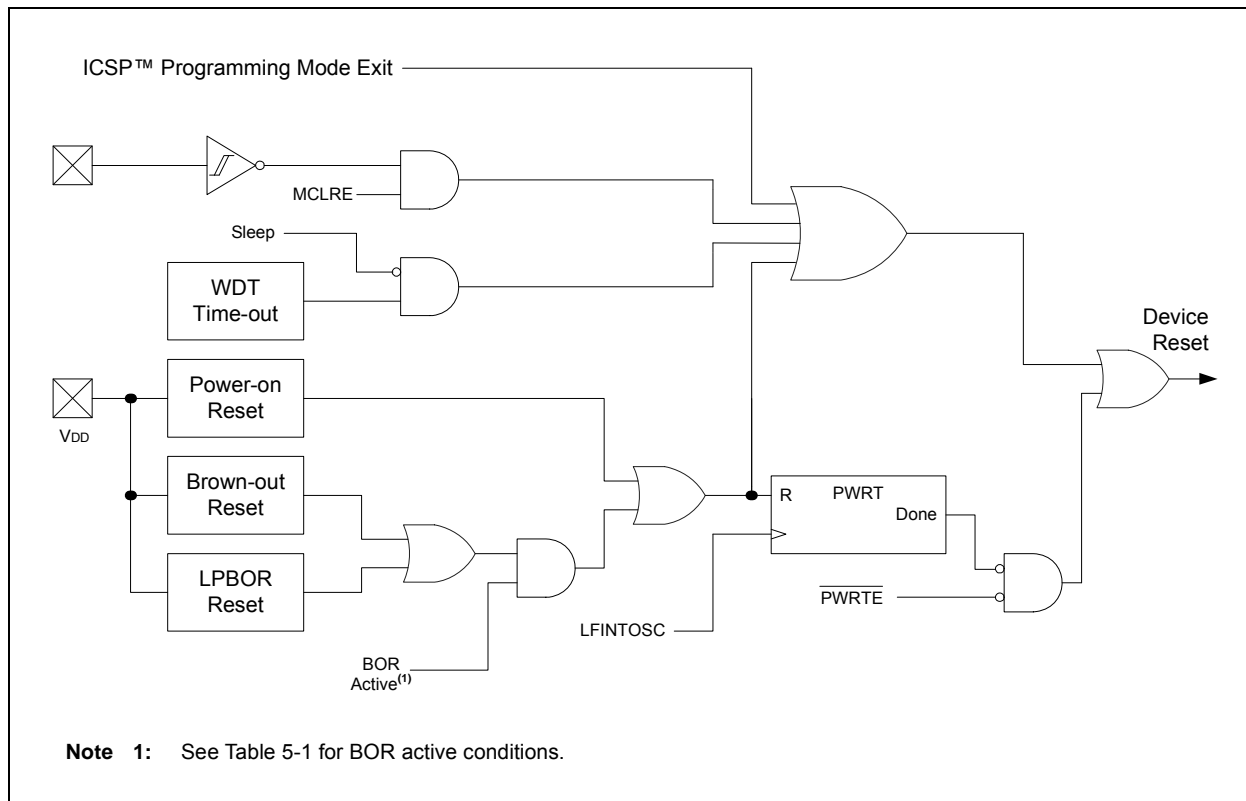 ICSP™ Programming Mode Exit
MCLRE
Sleep
WDT
Time-out
Device
Reset
Power-on
Reset
VDD
Brown-out
Reset
R
PWRT
Done
LPBOR
Reset
PWRTE
LFINTOSC
BOR
Active(1)
Note 1: See Table 5-1 for BOR active conditions.